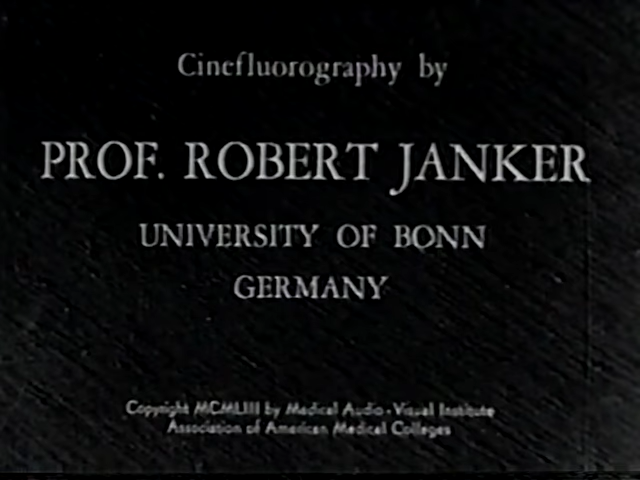 Cinefluorography by
PROF. ROBERT JANKER
UNIVERSITY OF BONN
GERMANY
Copyright MCMLIII by Medical Audio-Visual Institute
Association of American Medical Colleges